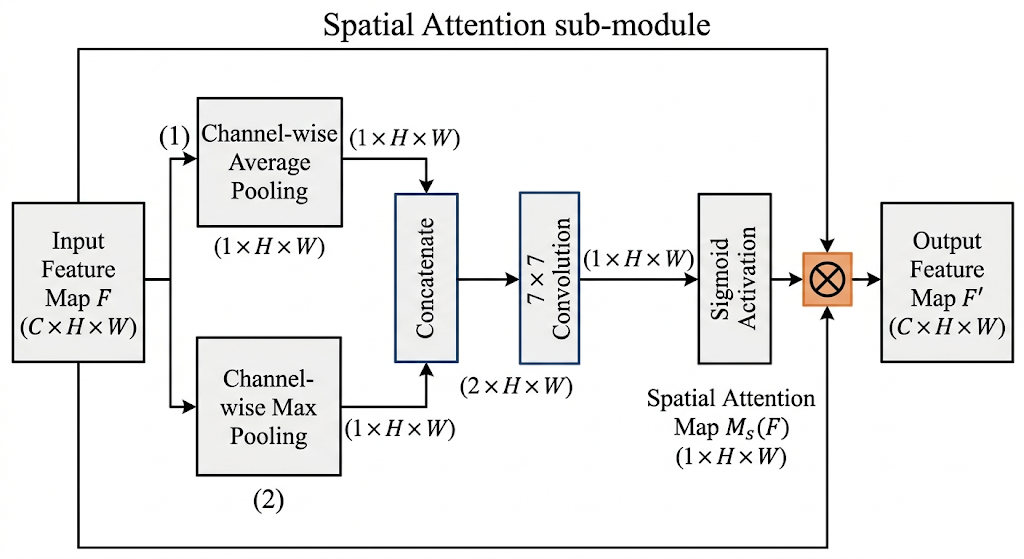 Spatial Attention sub-module
Input
Feature
Map F
(C × H × W)
(1)
Channel-wise
Average
Pooling
(1 × H × W)
(1 × H × W)
Channel-
wise Max
Pooling
(2)
(1 × H × W)
Concatenate
(2 × H × W)
7 × 7
Convolution
(1 × H × W)
Sigmoid
Activation
Spatial Attention
Map Mₛ(F)
(1 × H × W)
⊗
Output
Feature
Map F′
(C × H × W)